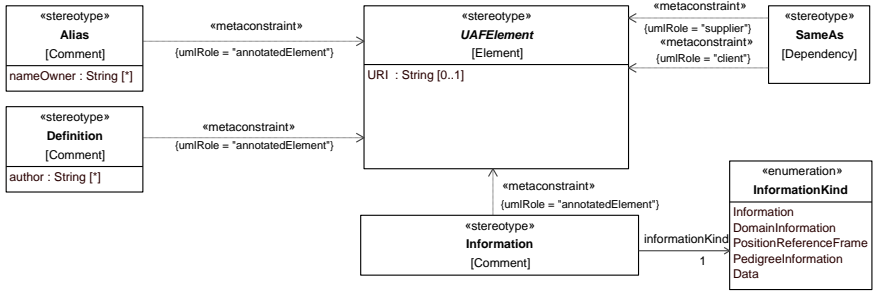 «stereotype»
Alias
[Comment]
nameOwner : String [*]
«metaconstraint»
{umlRole = "annotatedElement"}
«stereotype»
UAFElement
[Element]
URI : String [0..1]
«metaconstraint»
{umlRole = "supplier"}
«metaconstraint»
{umlRole = "client"}
«stereotype»
SameAs
[Dependency]
«stereotype»
Definition
[Comment]
author : String [*]
«metaconstraint»
{umlRole = "annotatedElement"}
«metaconstraint»
{umlRole = "annotatedElement"}
«stereotype»
Information
[Comment]
informationKind
1
«enumeration»
InformationKind
Information
DomainInformation
PositionReferenceFrame
PedigreeInformation
Data